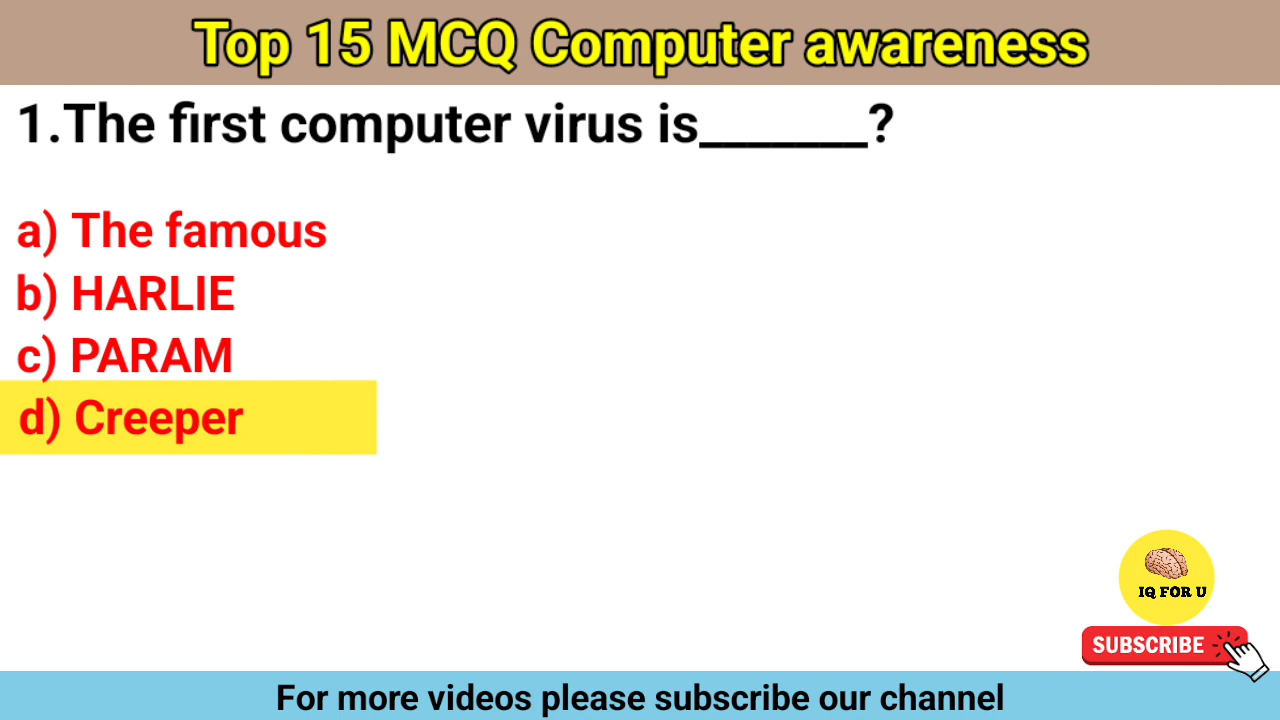 Top 15 MCQ Computer awareness
1.The first computer virus is_______?
a) The famous
b) HARLIE
c) PARAM
d) Creeper
IQ FOR U
SUBSCRIBE
For more videos please subscribe our channel